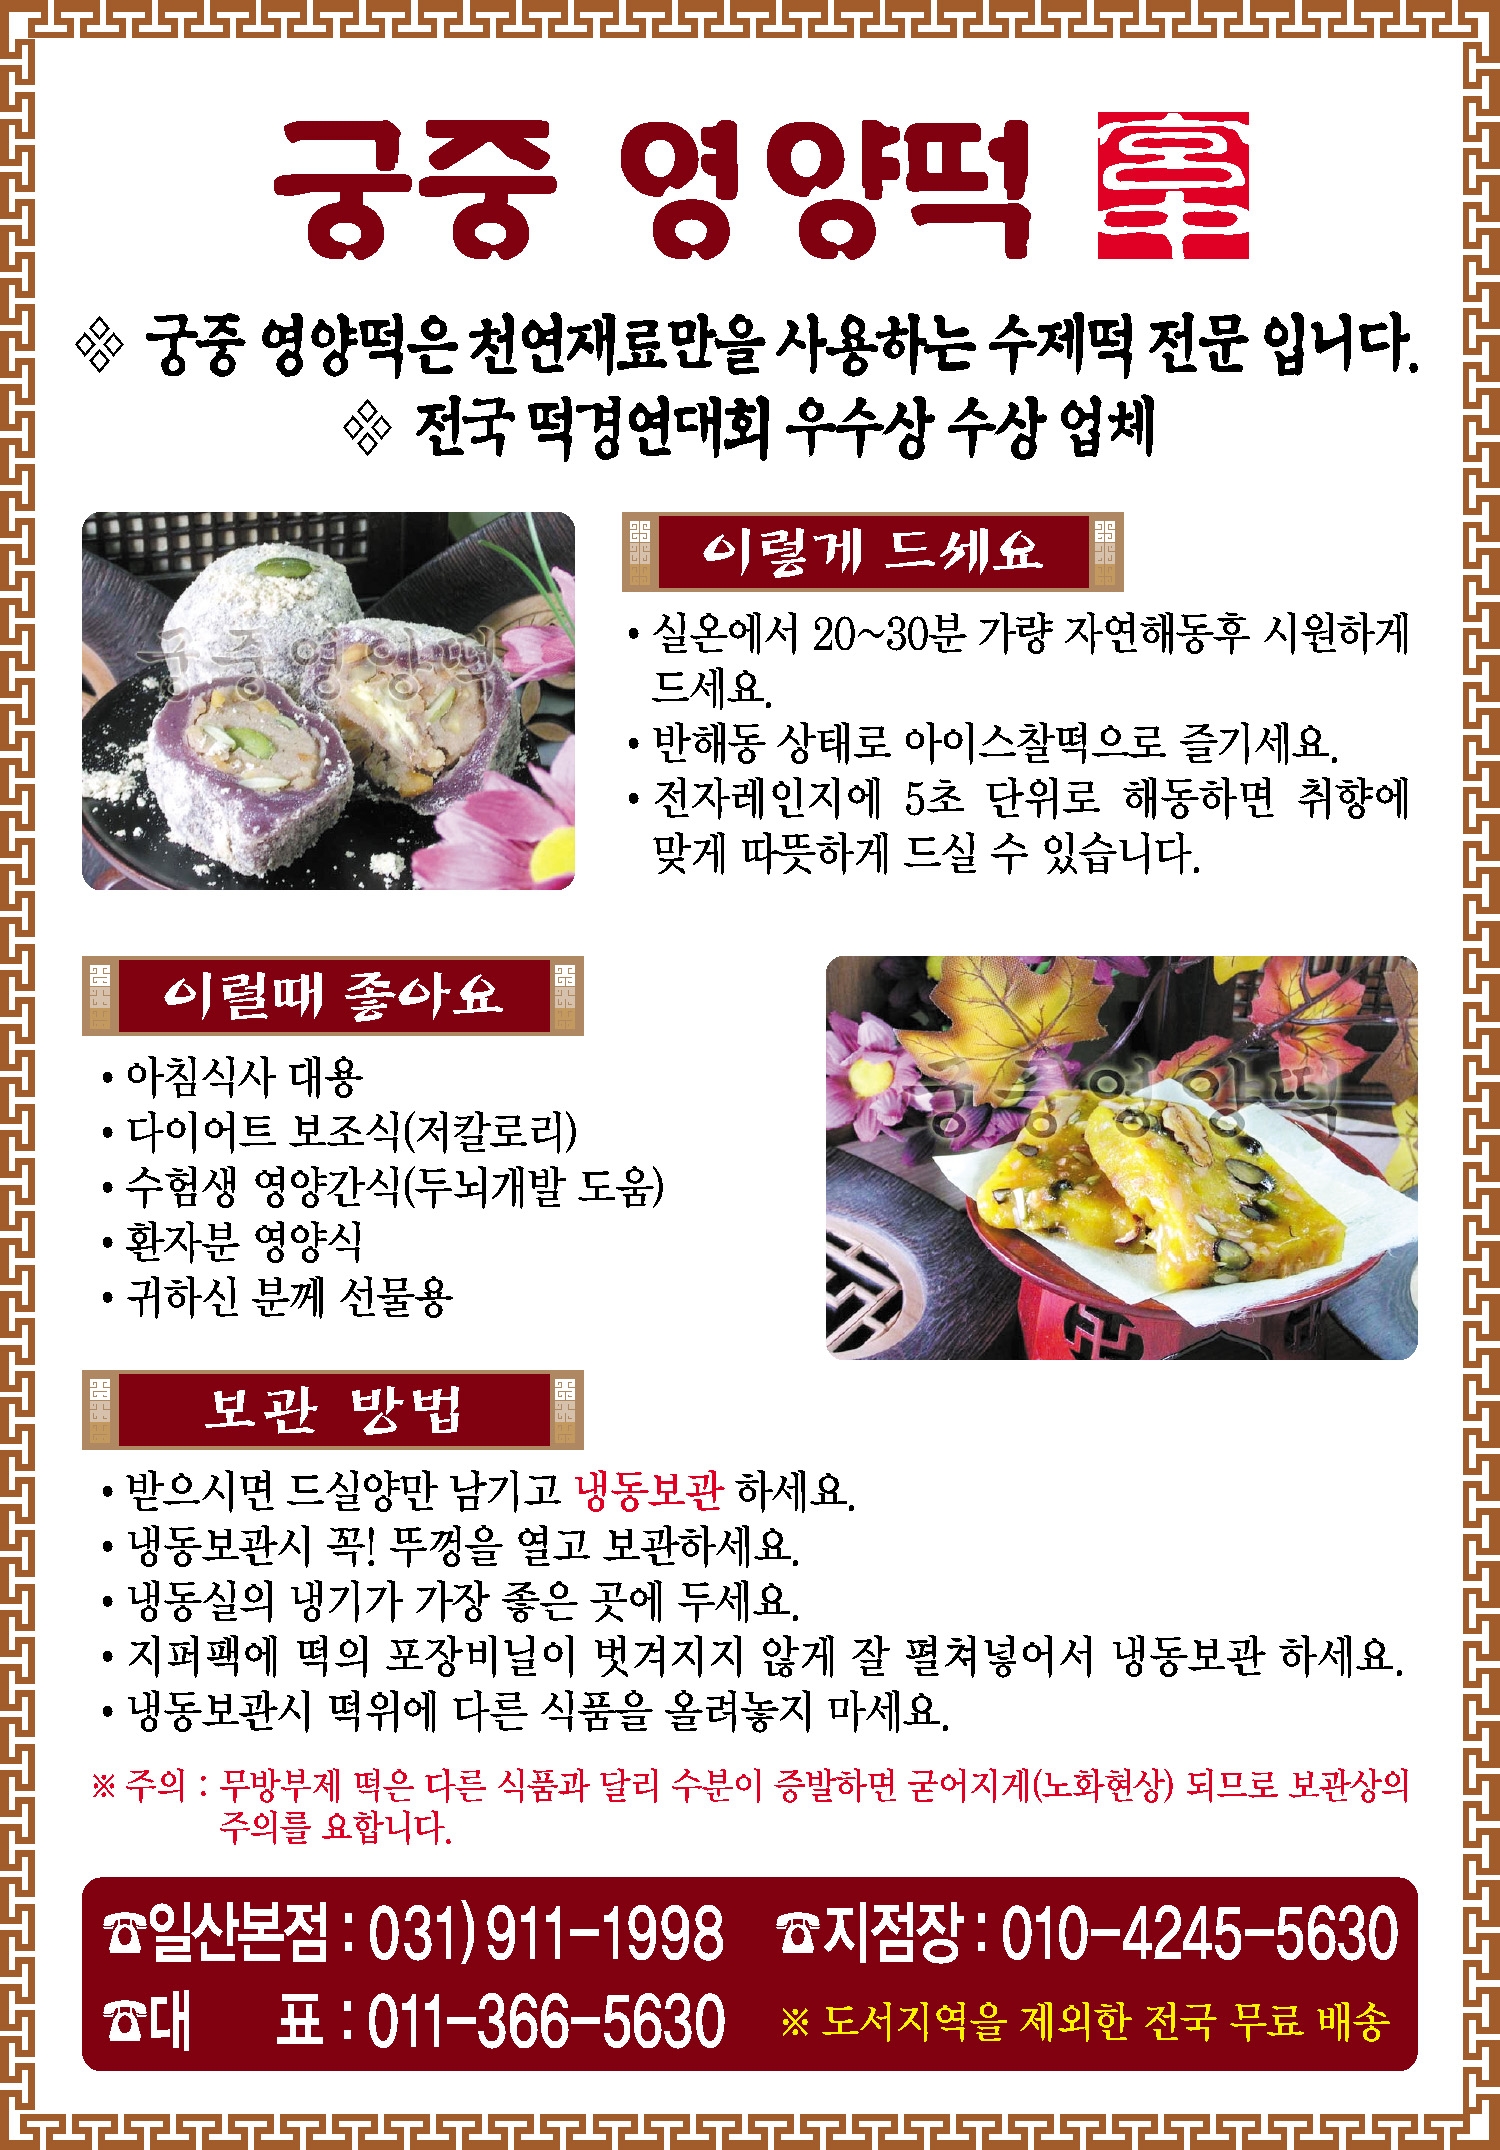 궁중 영양떡
❖ 궁중 영양떡은 천연재료만을 사용하는 수제떡 전문 입니다.
❖ 전국 떡경연대회 우수상 수상 업체
궁중영양떡
이렇게 드세요
• 실온에서 20~30분 가량 자연해동후 시원하게
드세요.
• 반해동 상태로 아이스찰떡으로 즐기세요.
• 전자레인지에 5초 단위로 해동하면 취향에
맞게 따뜻하게 드실 수 있습니다.
이럴때 좋아요
• 아침식사 대용
• 다이어트 보조식(저칼로리)
• 수험생 영양간식(두뇌개발 도움)
• 환자분 영양식
• 귀하신 분께 선물용
궁중영양떡
보관 방법
• 받으시면 드실양만 남기고 냉동보관 하세요.
• 냉동보관시 꼭! 뚜껑을 열고 보관하세요.
• 냉동실의 냉기가 가장 좋은 곳에 두세요.
• 지퍼팩에 떡의 포장비닐이 벗겨지지 않게 잘 펼쳐넣어서 냉동보관 하세요.
• 냉동보관시 떡위에 다른 식품을 올려놓지 마세요.
※ 주의 : 무방부제 떡은 다른 식품과 달리 수분이 증발하면 굳어지게(노화현상) 되므로 보관상의
주의를 요합니다.
☎일산본점 : 031) 911-1998 ☎지점장 : 010-4245-5630
☎대 표 : 011-366-5630 ※ 도서지역을 제외한 전국 무료 배송